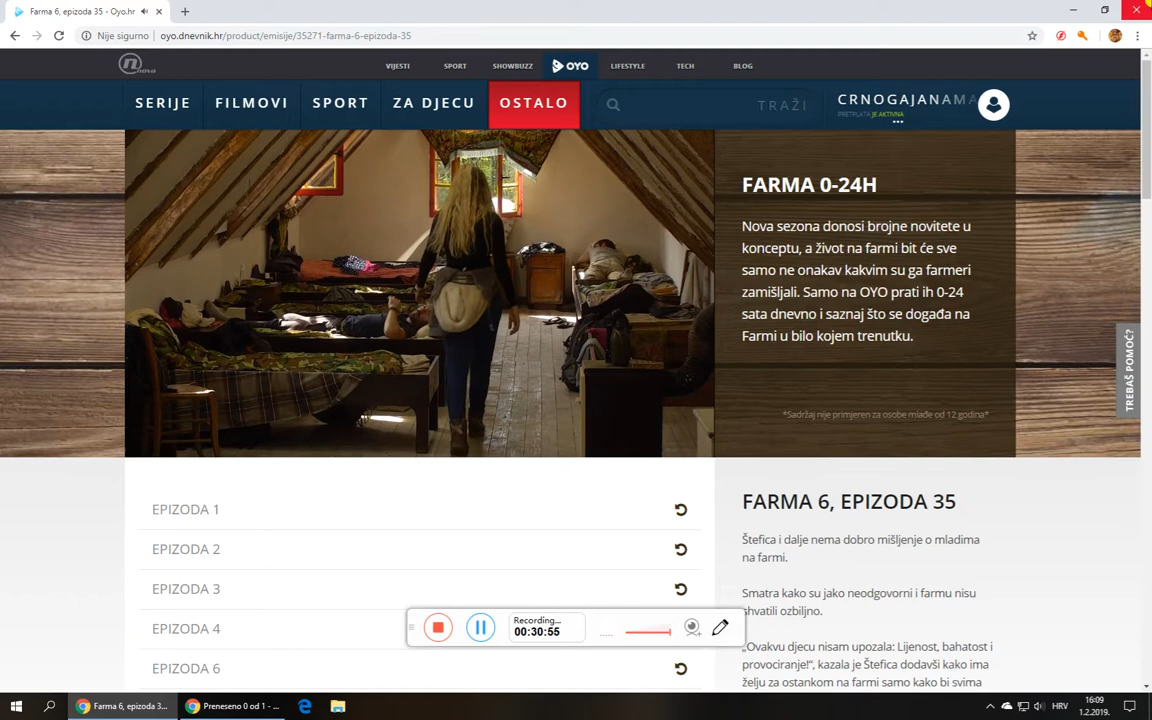 Farma 6, epizoda 35 - Oyo.hr
Nije sigurno
oyo.dnevnik.hr/product/emisije/35271-farma-6-epizoda-35
nova
VIJESTI
SPORT
SHOWBUZZ
OYO
LIFESTYLE
TECH
BLOG
SERIJE
FILMOVI
SPORT
ZA DJECU
OSTALO
TRAŽI
CRNOGAJANAMA
PRETPLATA JE AKTIVNA
FARMA 0-24H
Nova sezona donosi brojne novitete u
konceptu, a život na farmi bit će sve
samo ne onakav kakvim su ga farmeri
zamišljali. Samo na OYO prati ih 0-24
sata dnevno i saznaj što se događa na
Farmi u bilo kojem trenutku.
*Sadržaj nije primjeren za osobe mlađe od 12 godina*
TREBAŠ POMOĆ?
EPIZODA 1
EPIZODA 2
EPIZODA 3
EPIZODA 4
EPIZODA 6
FARMA 6, EPIZODA 35
Štefica i dalje nema dobro mišljenje o mladima
na farmi.
Smatra kako su jako neodgovorni i farmu nisu
shvatili ozbiljno.
„Ovakvu djecu nisam upozala: Lijenost, bahatost i
provociranje!“, kazala je Štefica dodavši kako ima
želju za ostankom na farmi samo kako bi svima
Recording...
00:30:55
Farma 6, epizoda 3...
Preneseno 0 od 1 - ...
HRV
16:09
1.2.2019.